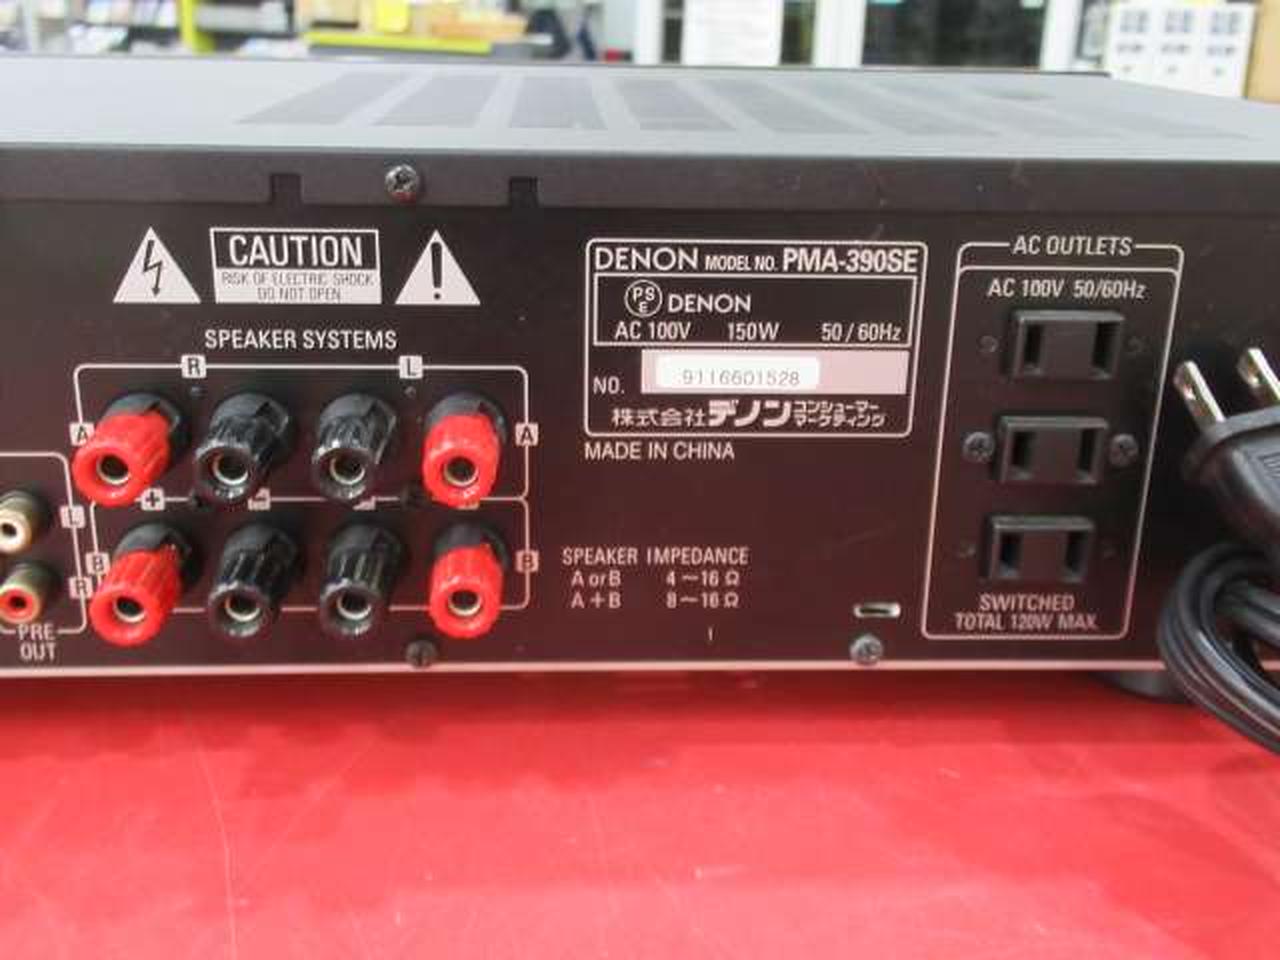 CAUTION
RISK OF ELECTRIC SHOCK
DO NOT OPEN
SPEAKER SYSTEMS
R L
A A
B B
L
R
PRE
OUT
DENON MODEL NO. PMA-390SE
PS
E DENON
AC 100V 150W 50/60Hz
NO. 9116601528
株式会社デノン コンシューマー
マーケティング
MADE IN CHINA
SPEAKER IMPEDANCE
A or B 4～16Ω
A + B 8～16Ω
AC OUTLETS
AC 100V 50/60Hz
SWITCHED
TOTAL 120W MAX.